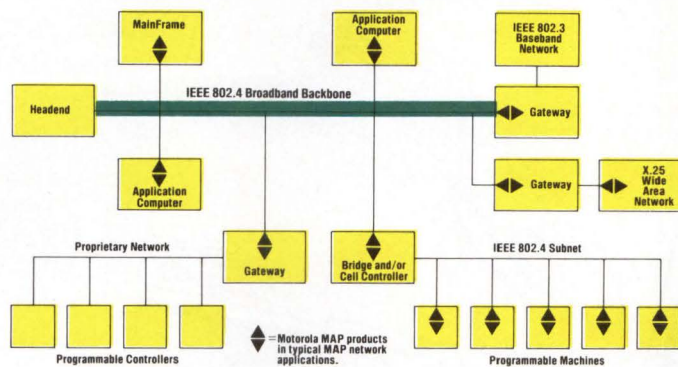 MainFrame
Application
Computer
IEEE 802.3
Baseband
Network
IEEE 802.4 Broadband Backbone
Headend
Gateway
Application
Computer
Gateway
X.25
Wide
Area
Network
Proprietary Network
Gateway
Bridge and/or
Cell Controller
IEEE 802.4 Subnet
=Motorola MAP products
in typical MAP network
applications.
Programmable Controllers
Programmable Machines